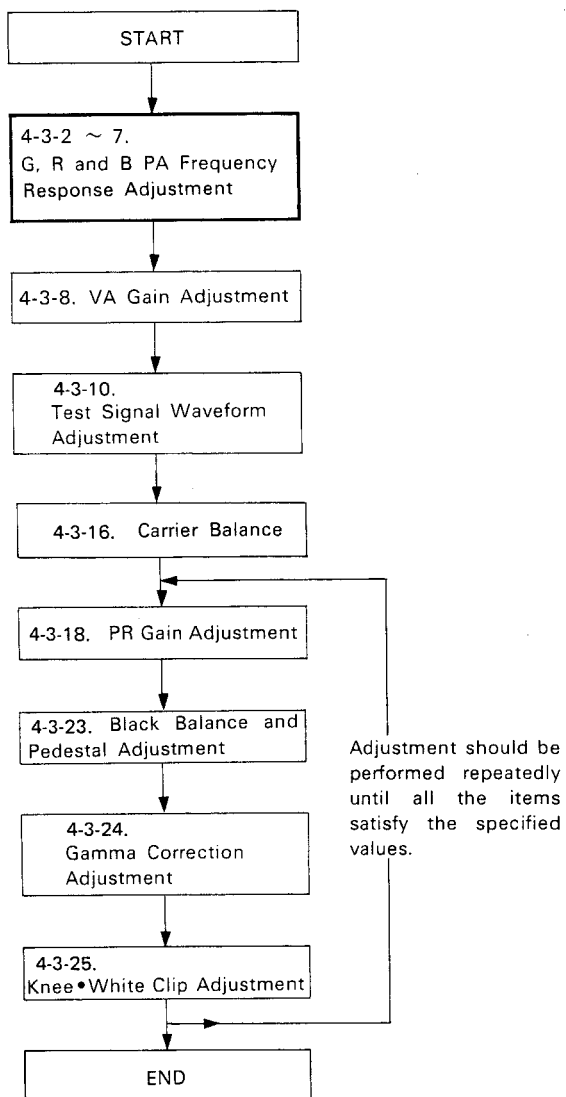 START
4-3-2 ~ 7.
G, R and B PA Frequency
Response Adjustment
4-3-8. VA Gain Adjustment
4-3-10.
Test Signal Waveform
Adjustment
4-3-16. Carrier Balance
4-3-18. PR Gain Adjustment
4-3-23. Black Balance and
Pedestal Adjustment
Adjustment should be
performed repeatedly
until all the items
satisfy the specified
values.
4-3-24.
Gamma Correction
Adjustment
4-3-25.
Knee•White Clip Adjustment
END